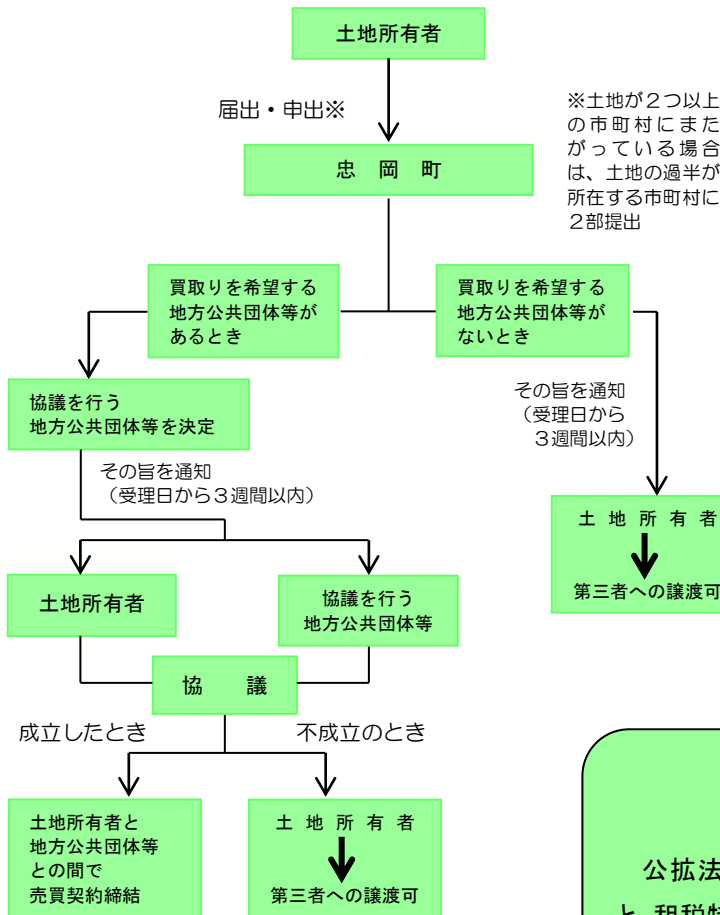 土地所有者
届出・申出※
※土地が２つ以上
の市町村にまた
がっている場合
は、土地の過半が
所在する市町村に
２部提出
忠　岡　町
買取りを希望する
地方公共団体等が
あるとき
買取りを希望する
地方公共団体等が
ないとき
協議を行う
地方公共団体等を決定
その旨を通知
（受理日から
３週間以内）
その旨を通知
（受理日から３週間以内）
土 地 所 有 者
第三者への譲渡可
土地所有者
協議を行う
地方公共団体等
協　　議
成立したとき
不成立のとき
土地所有者と
地方公共団体等
との間で
売買契約締結
土 地 所 有 者
第三者への譲渡可
公拡法
と 租税特